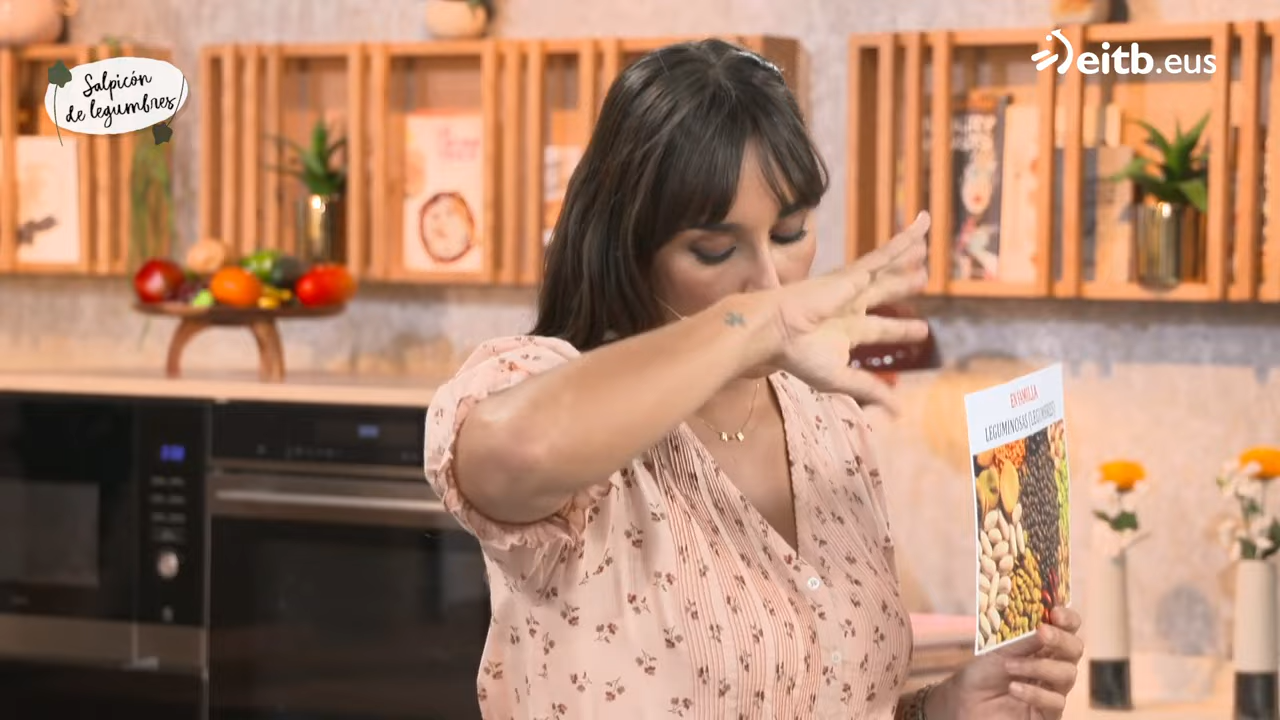 Salpicón
de legumbres
eitb.eus
EN FAMILIA
LEGUMINOSAS (LEGUMBRES)